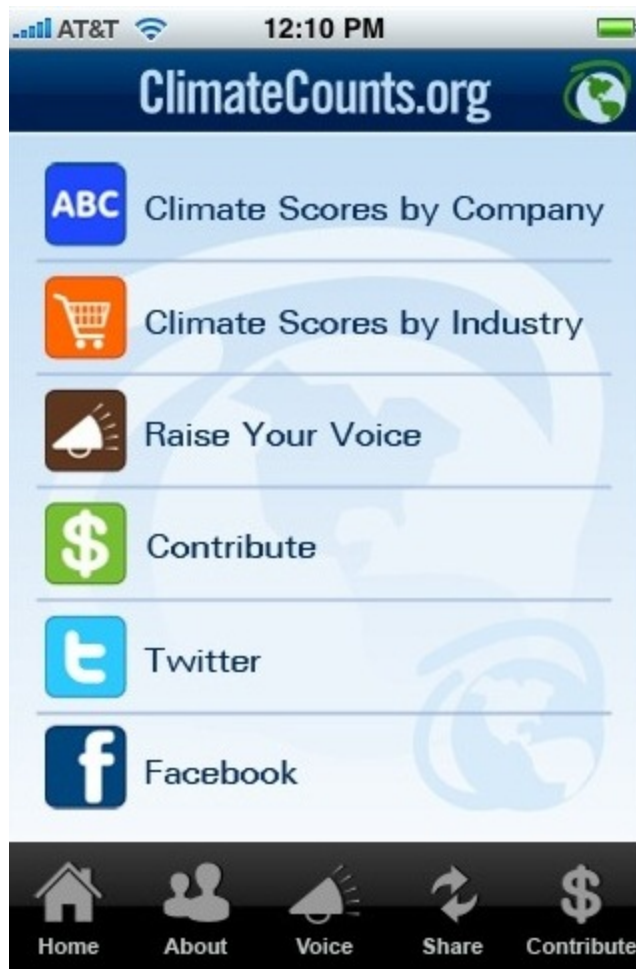 AT&T 12:10 PM
ClimateCounts.org
ABC Climate Scores by Company
Climate Scores by Industry
Raise Your Voice
$ Contribute
t Twitter
f Facebook
$
Home About Voice Share Contribute